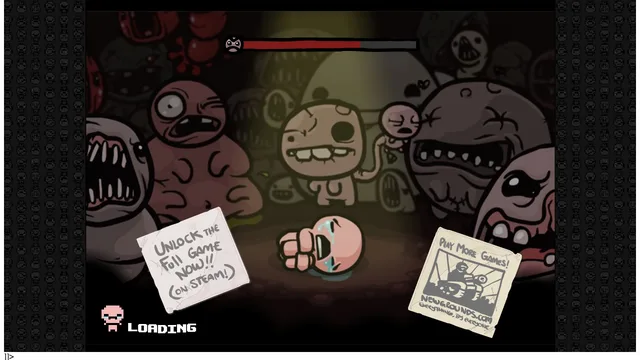 UNLOCK THE
FULL GAME
NOW!!
(ON STEAM!)
PLAY MORE GAMES!
NEWGROUNDS.COM
LOADING
||>